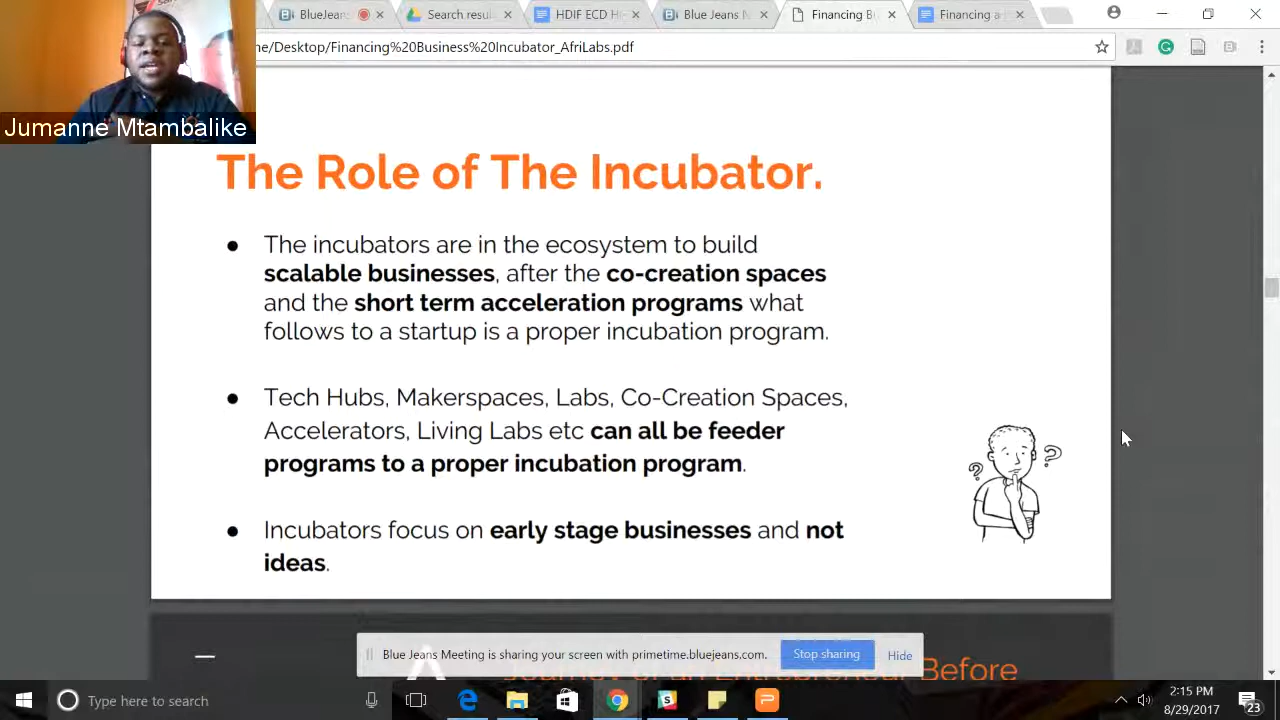 BlueJeans
Search result
HDIF ECD Hi
Blue Jeans N
Financing B
Financing a
ne/Desktop/Financing%20Business%20Incubator_AfriLabs.pdf
Jumanne Mtambalike
The Role of The Incubator.
● The incubators are in the ecosystem to build
scalable businesses, after the co-creation spaces
and the short term acceleration programs what
follows to a startup is a proper incubation program.
● Tech Hubs, Makerspaces, Labs, Co-Creation Spaces,
Accelerators, Living Labs etc can all be feeder
programs to a proper incubation program.
● Incubators focus on early stage businesses and not
ideas.
? ?
Blue Jeans Meeting is sharing your screen with primetime.bluejeans.com.
Stop sharing
Hide
Before
Type here to search
2:15 PM
8/29/2017
23